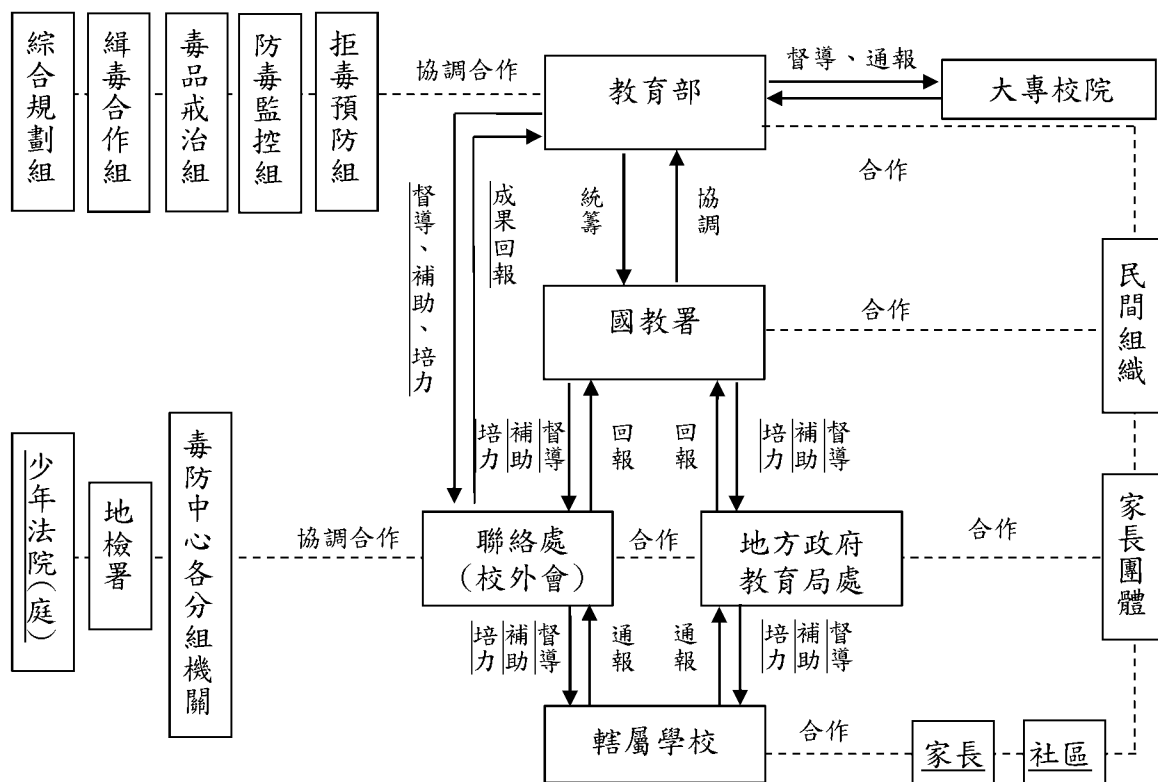 綜合規劃組
緝毒合作組
毒品戒治組
防毒監控組
拒毒預防組
協調合作
教育部
督導、通報
大專校院
合作
督導、補助、培力
成果回報
統籌
協調
國教署
合作
民間組織
培力
補助
督導
回報
回報
培力
補助
督導
少年法院(庭)
地檢署
毒防中心各分組機關
協調合作
聯絡處
(校外會)
合作
地方政府
教育局處
合作
家長團體
培力
補助
督導
通報
通報
培力
補助
督導
轄屬學校
合作
家長
社區